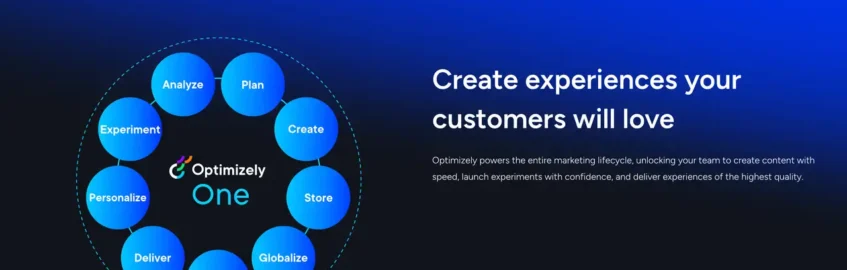 Analyze
Plan
Experiment
Create
Optimizely
One
Personalize
Store
Deliver
Globalize
Create experiences your
customers will love
Optimizely powers the entire marketing lifecycle, unlocking your team to create content with
speed, launch experiments with confidence, and deliver experiences of the highest quality.